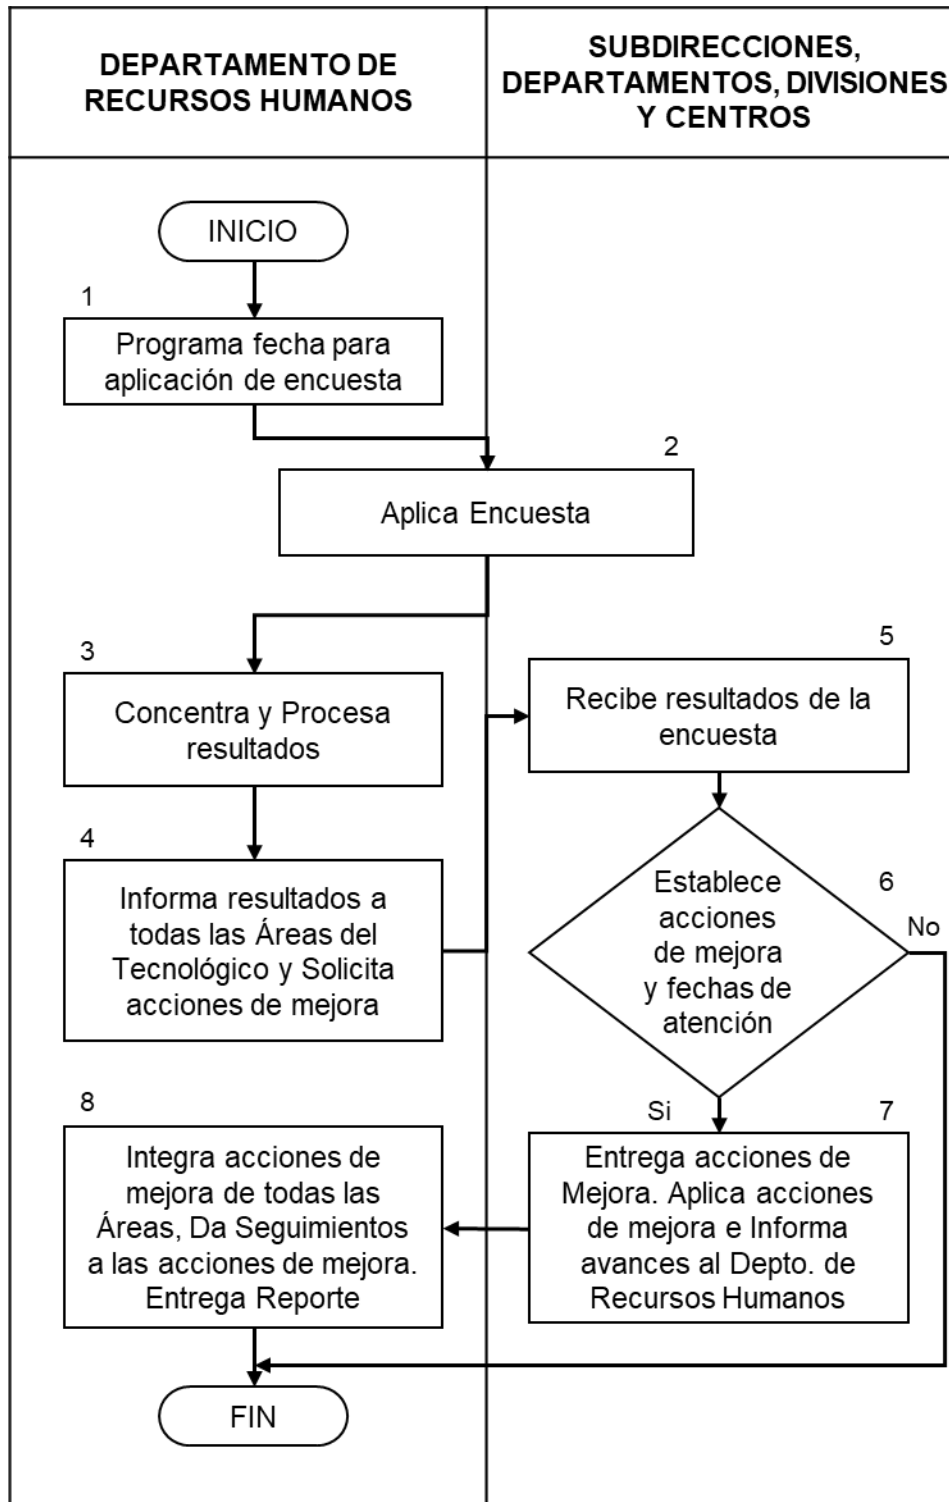 DEPARTAMENTO DE
RECURSOS HUMANOS
SUBDIRECCIONES,
DEPARTAMENTOS, DIVISIONES
Y CENTROS
INICIO
1
Programa fecha para
aplicación de encuesta
2
Aplica Encuesta
3
Concentra y Procesa
resultados
4
Informa resultados a
todas las Áreas del
Tecnológico y Solicita
acciones de mejora
5
Recibe resultados de la
encuesta
6
Establece
acciones
de mejora
y fechas de
atención
No
Si
7
Entrega acciones de
Mejora. Aplica acciones
de mejora e Informa
avances al Depto. de
Recursos Humanos
8
Integra acciones de
mejora de todas las
Áreas, Da Seguimientos
a las acciones de mejora.
Entrega Reporte
FIN